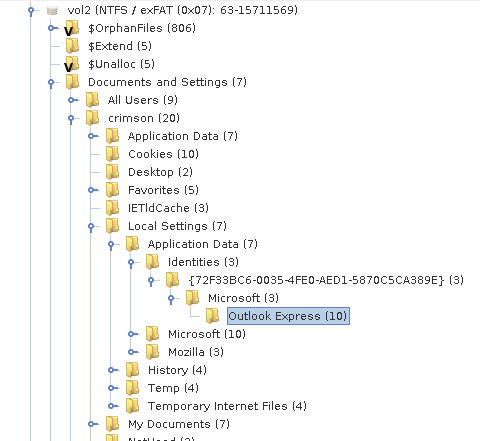 vol2 (NTFS / exFAT (0x07): 63-15711569)
$OrphanFiles (806)
$Extend (5)
$Unalloc (5)
Documents and Settings (7)
All Users (9)
crimson (20)
Application Data (7)
Cookies (10)
Desktop (2)
Favorites (5)
IETldCache (3)
Local Settings (7)
Application Data (7)
Identities (3)
{72F33BC6-0035-4FE0-AED1-5870C5CA389E} (3)
Microsoft (3)
Outlook Express (10)
Microsoft (10)
Mozilla (3)
History (4)
Temp (4)
Temporary Internet Files (4)
My Documents (7)